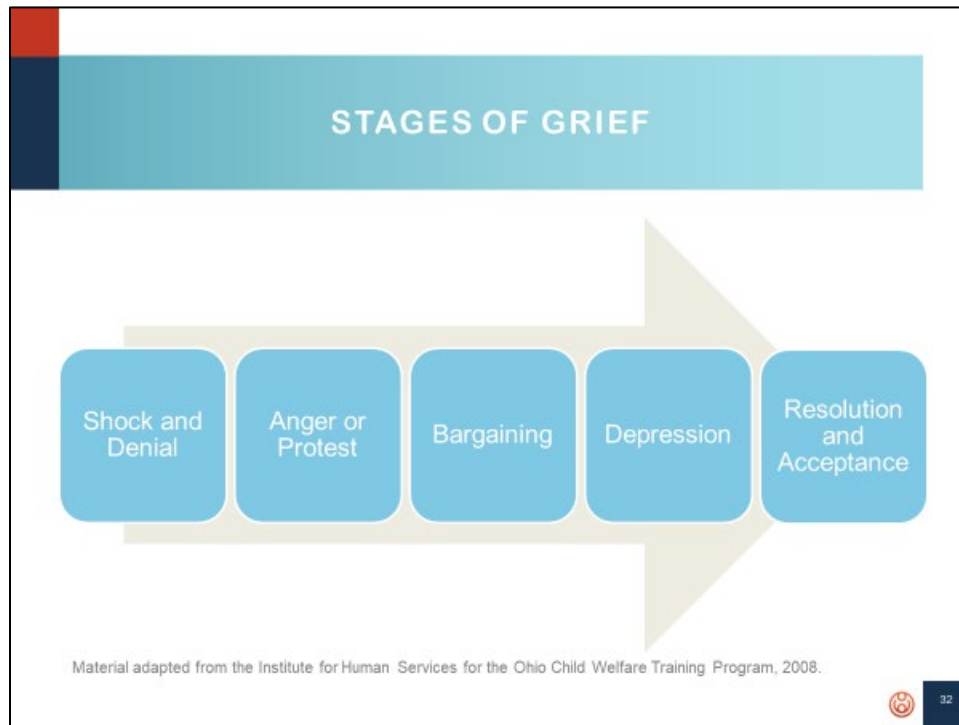 STAGES OF GRIEF
Shock and
Denial
Anger or
Protest
Bargaining
Depression
Resolution
and
Acceptance
Material adapted from the Institute for Human Services for the Ohio Child Welfare Training Program, 2008.
32